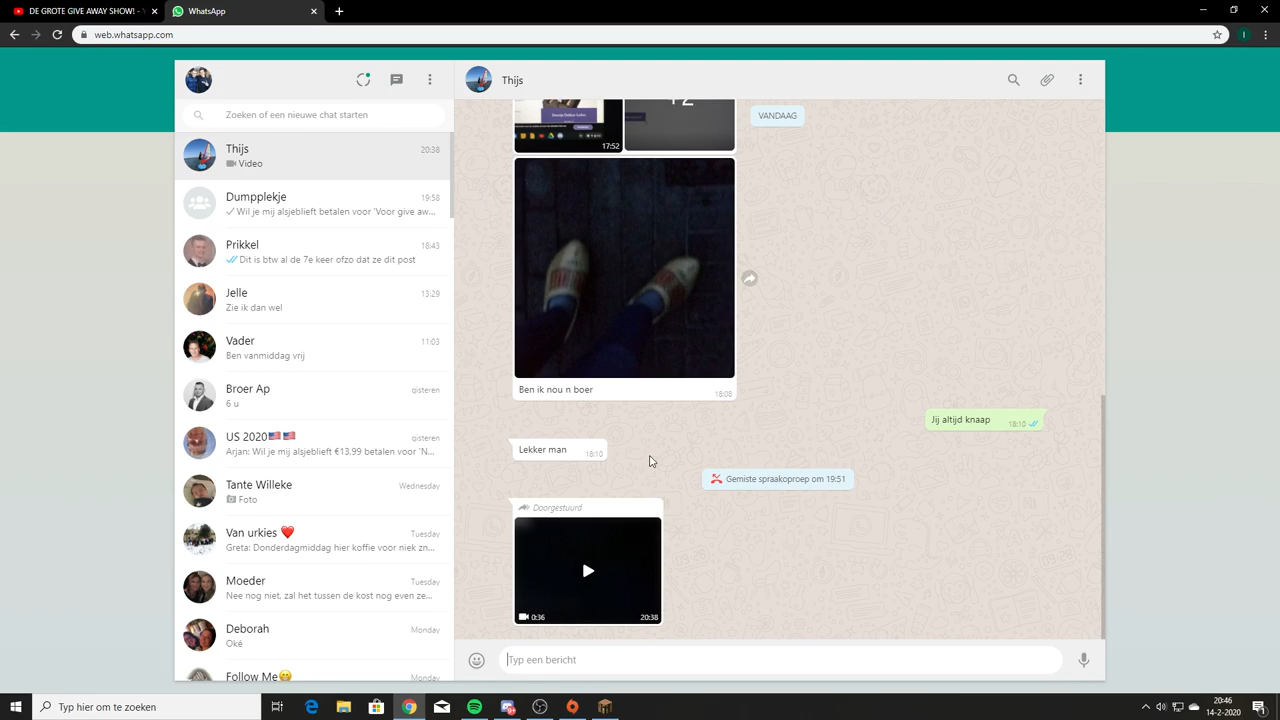 DE GROTE GIVE AWAY SHOW! - Y
WhatsApp
web.whatsapp.com
I
Thijs
Zoeken of een nieuwe chat starten
Thijs
20:38
Video
Dumpplekje
19:58
Wil je mij alsjeblieft betalen voor 'Voor give aw...
Prikkel
18:43
Dit is btw al de 7e keer ofzo dat ze dit post
Jelle
13:29
Zie ik dan wel
Vader
11:03
Ben vanmiddag vrij
Broer Ap
gisteren
6 u
US 2020🇺🇸🇺🇸
gisteren
Arjan: Wil je mij alsjeblieft €13.99 betalen voor 'N...
Tante Willeke
Wednesday
Foto
Van urkies ❤️
Tuesday
Greta: Donderdagmiddag hier koffie voor niek zn...
Moeder
Tuesday
Nee nog niet, zal het tussen de kost nog even ze...
Deborah
Monday
Oké
Follow Me
Monday
17:52
VANDAAG
Ben ik nou n boer
18:08
Jij altijd knaap
18:10
Lekker man
18:10
Gemiste spraakoproep om 19:51
Doorgestuurd
0:36
20:38
Typ een bericht
Typ hier om te zoeken
20:46
14-2-2020